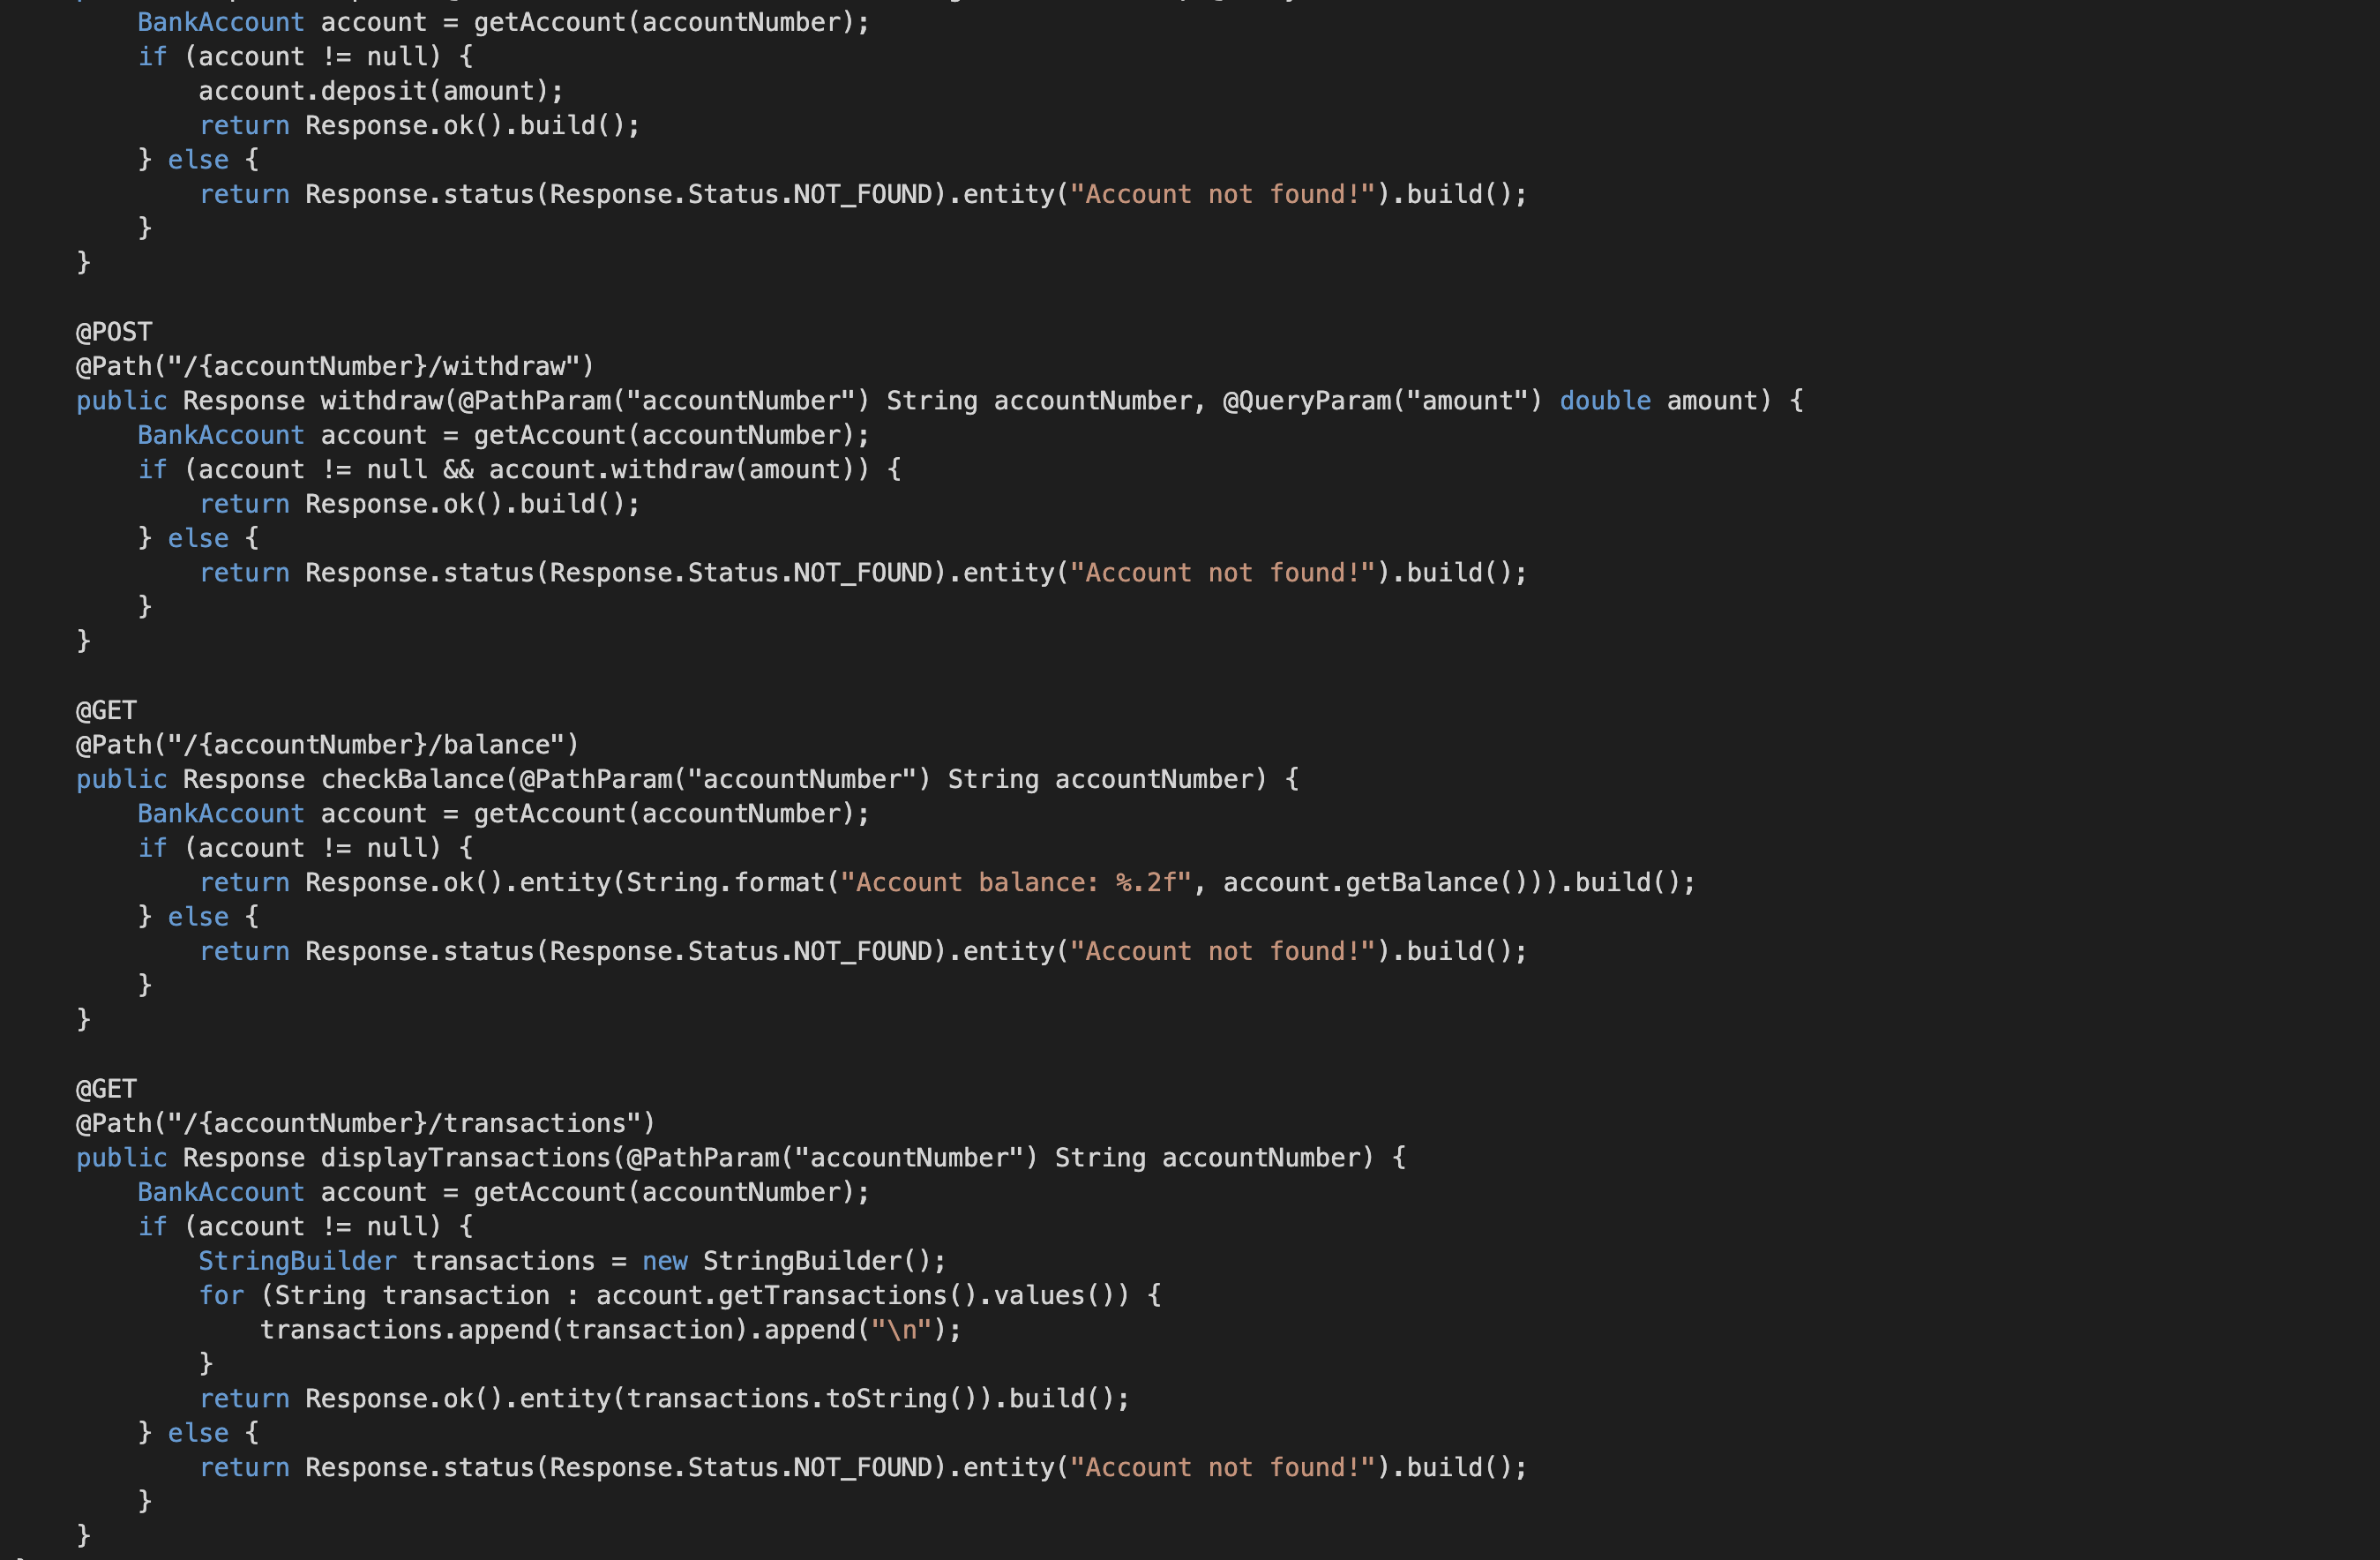 BankAccount account = getAccount(accountNumber);
if (account != null) {
account.deposit(amount);
return Response.ok().build();
} else {
return Response.status(Response.Status.NOT_FOUND).entity("Account not found!").build();
}
}
@POST
@Path("/{accountNumber}/withdraw")
public Response withdraw(@PathParam("accountNumber") String accountNumber, @QueryParam("amount") double amount) {
BankAccount account = getAccount(accountNumber);
if (account != null && account.withdraw(amount)) {
return Response.ok().build();
} else {
return Response.status(Response.Status.NOT_FOUND).entity("Account not found!").build();
}
}
@GET
@Path("/{accountNumber}/balance")
public Response checkBalance(@PathParam("accountNumber") String accountNumber) {
BankAccount account = getAccount(accountNumber);
if (account != null) {
return Response.ok().entity(String.format("Account balance: %.2f", account.getBalance())).build();
} else {
return Response.status(Response.Status.NOT_FOUND).entity("Account not found!").build();
}
}
@GET
@Path("/{accountNumber}/transactions")
public Response displayTransactions(@PathParam("accountNumber") String accountNumber) {
BankAccount account = getAccount(accountNumber);
if (account != null) {
StringBuilder transactions = new StringBuilder();
for (String transaction : account.getTransactions().values()) {
transactions.append(transaction).append("\n");
}
return Response.ok().entity(transactions.toString()).build();
} else {
return Response.status(Response.Status.NOT_FOUND).entity("Account not found!").build();
}
}